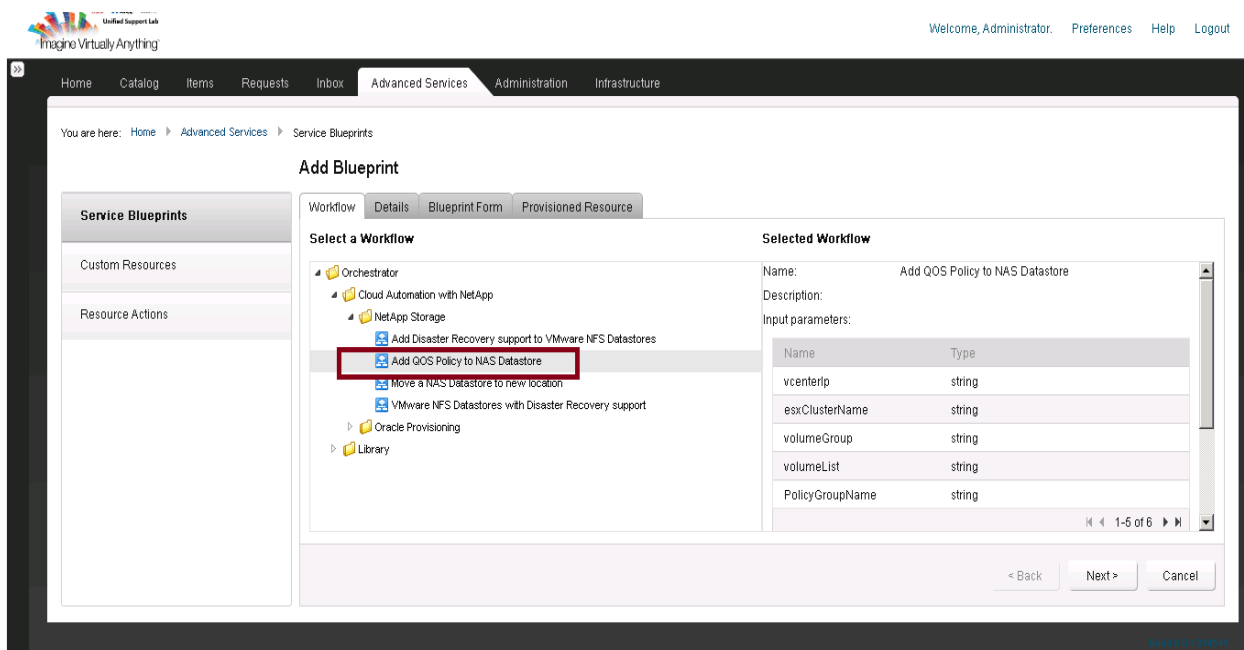 Unified Support Lab
Imagine Virtually Anything
Welcome, Administrator. Preferences Help Logout
Home Catalog Items Requests Inbox Advanced Services Administration Infrastructure
You are here: Home Advanced Services Service Blueprints
Add Blueprint
Service Blueprints
Custom Resources
Resource Actions
Workflow Details Blueprint Form Provisioned Resource
Select a Workflow
Orchestrator
Cloud Automation with NetApp
NetApp Storage
Add Disaster Recovery support to VMware NFS Datastores
Add QOS Policy to NAS Datastore
Move a NAS Datastore to new location
VMware NFS Datastores with Disaster Recovery support
Oracle Provisioning
Library
Selected Workflow
Name: Add QOS Policy to NAS Datastore
Description:
Input parameters:
Name Type
vcenterIp string
esxClusterName string
volumeGroup string
volumeList string
PolicyGroupName string
1-5 of 6
< Back Next > Cancel